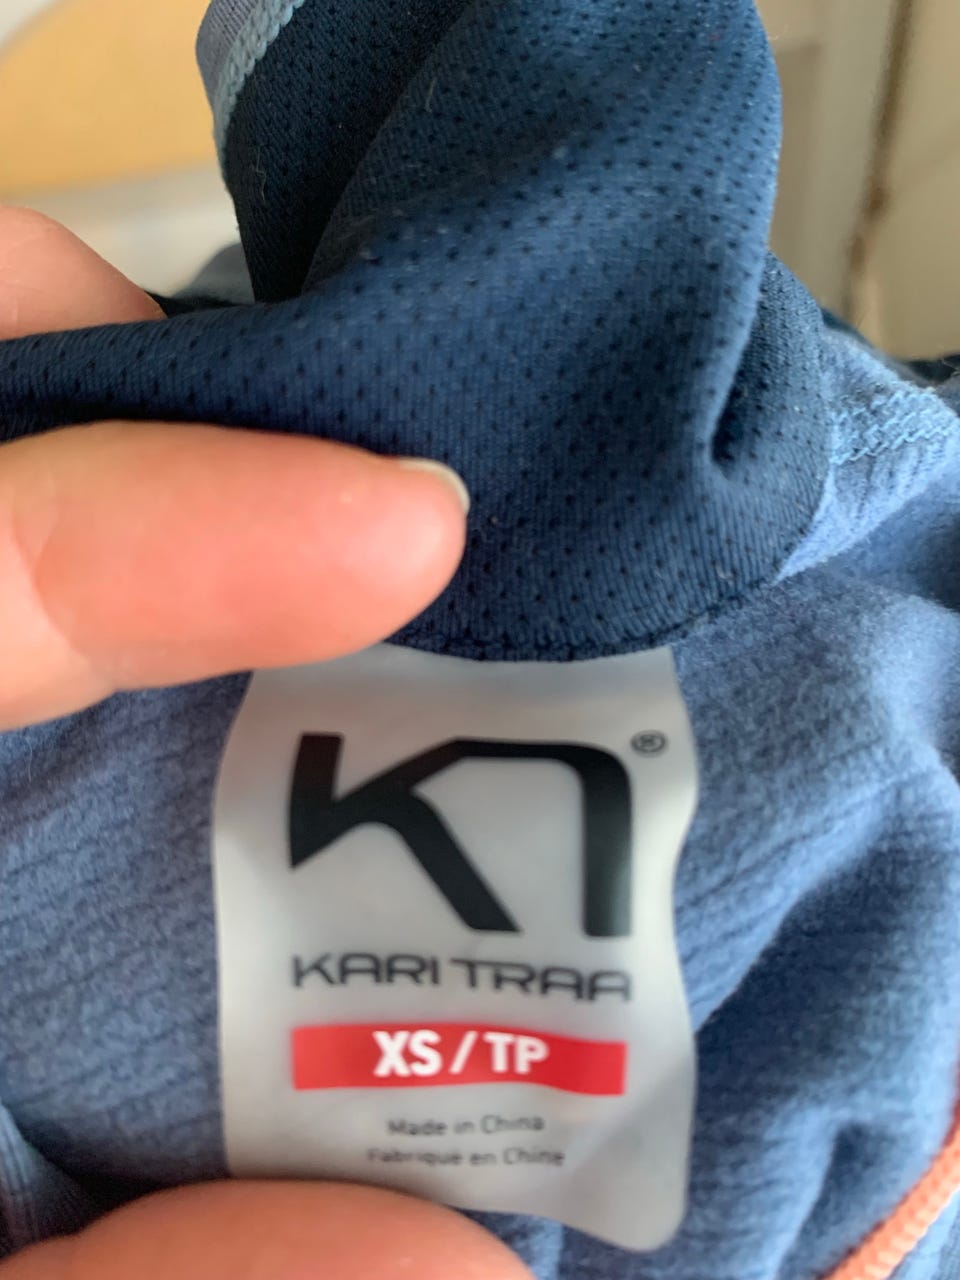 KT®
KARI TRAA
XS / TP
Made in China
Fabriqué en Chine